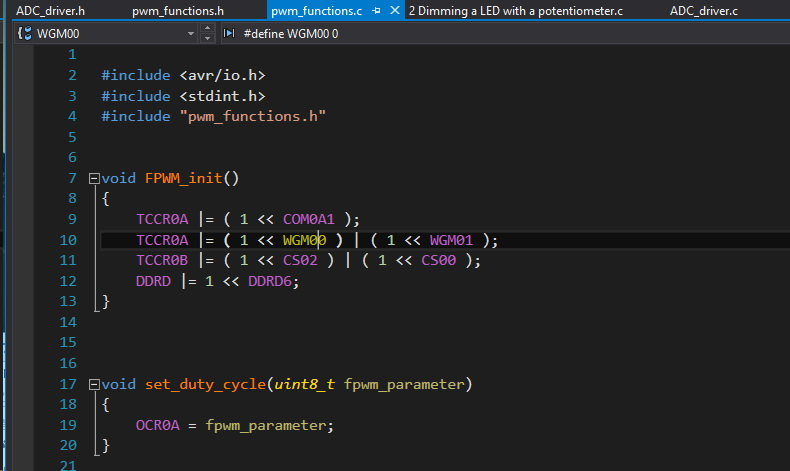 ADC_driver.h pwm_functions.h pwm_functions.c 2 Dimming a LED with a potentiometer.c ADC_driver.c
WGM00 #define WGM00 0
1
2 #include <avr/io.h>
3 #include <stdint.h>
4 #include "pwm_functions.h"
5
6
7 void FPWM_init()
8 {
9 TCCR0A |= ( 1 << COM0A1 );
10 TCCR0A |= ( 1 << WGM00 ) | ( 1 << WGM01 );
11 TCCR0B |= ( 1 << CS02 ) | ( 1 << CS00 );
12 DDRD |= 1 << DDRD6;
13 }
14
15
16
17 void set_duty_cycle(uint8_t fpwm_parameter)
18 {
19 OCR0A = fpwm_parameter;
20 }
21